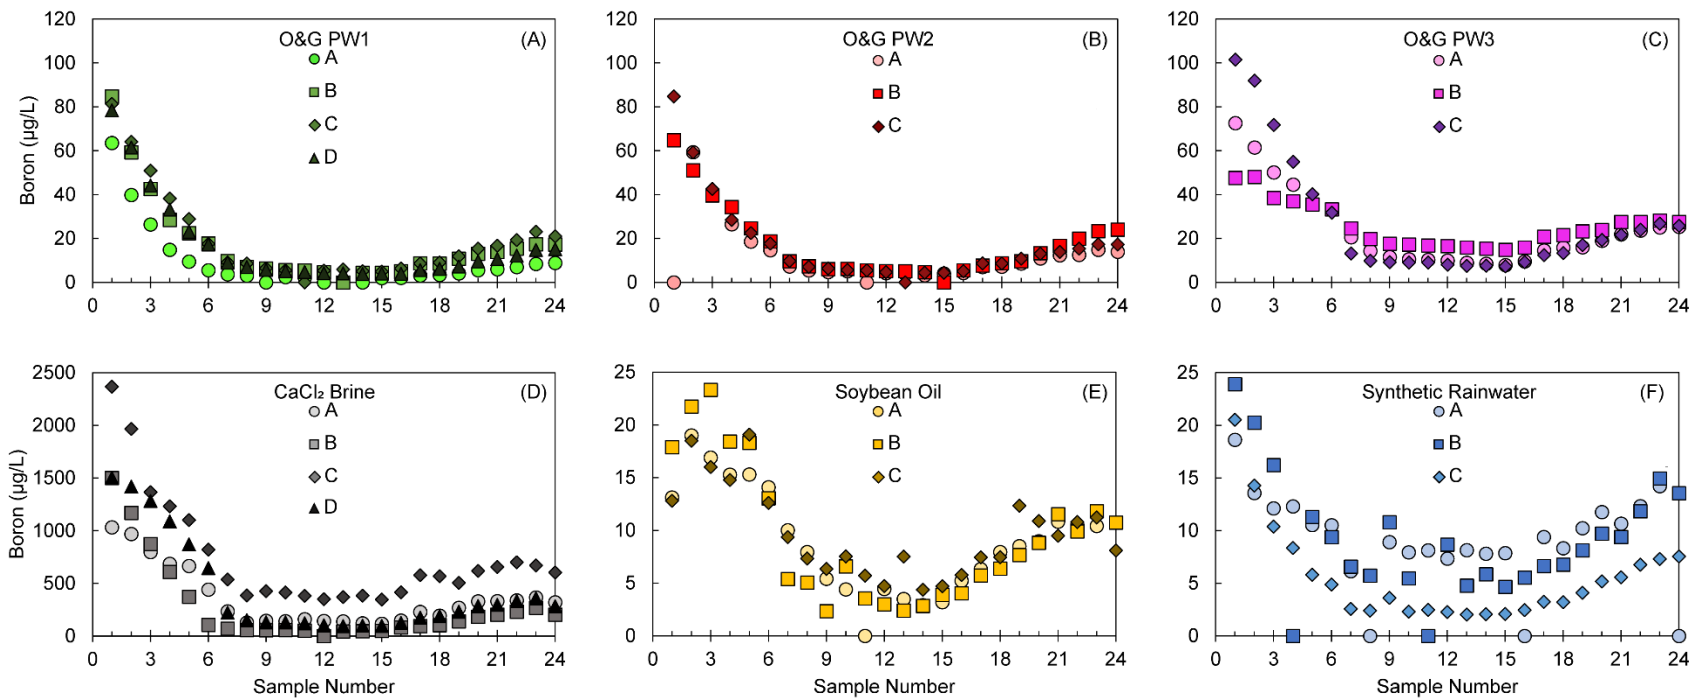 120
100
80
60
40
20
0
Boron (µg/L)
O&G PW1
(A)
A
B
C
D
0 3 6 9 12 15 18 21 24
120
100
80
60
40
20
0
O&G PW2
(B)
A
B
C
0 3 6 9 12 15 18 21 24
120
100
80
60
40
20
0
O&G PW3
(C)
A
B
C
0 3 6 9 12 15 18 21 24
2500
2000
1500
1000
500
0
Boron (µg/L)
CaCl₂ Brine
(D)
A
B
C
D
0 3 6 9 12 15 18 21 24
Sample Number
25
20
15
10
5
0
Soybean Oil
(E)
A
B
C
0 3 6 9 12 15 18 21 24
Sample Number
25
20
15
10
5
0
Synthetic Rainwater
(F)
A
B
C
0 3 6 9 12 15 18 21 24
Sample Number